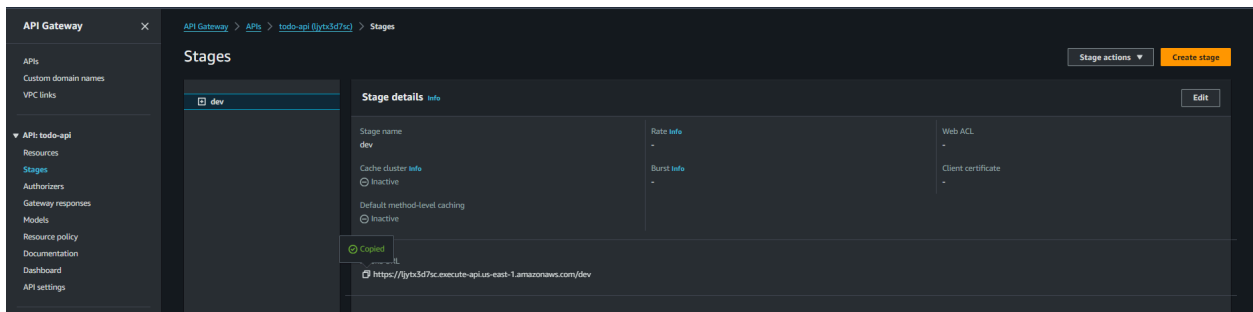 API Gateway
API Gateway > APIs > todo-api (ljytx3d7sc) > Stages
APIs
Custom domain names
VPC links
API: todo-api
Resources
Stages
Authorizers
Gateway responses
Models
Resource policy
Documentation
Dashboard
API settings
Stages
Stage actions
Create stage
dev
Stage details Info
Edit
Stage name
dev
Rate Info
-
Web ACL
-
Cache cluster Info
Inactive
Burst Info
-
Client certificate
-
Default method-level caching
Inactive
Copied
https://ljytx3d7sc.execute-api.us-east-1.amazonaws.com/dev